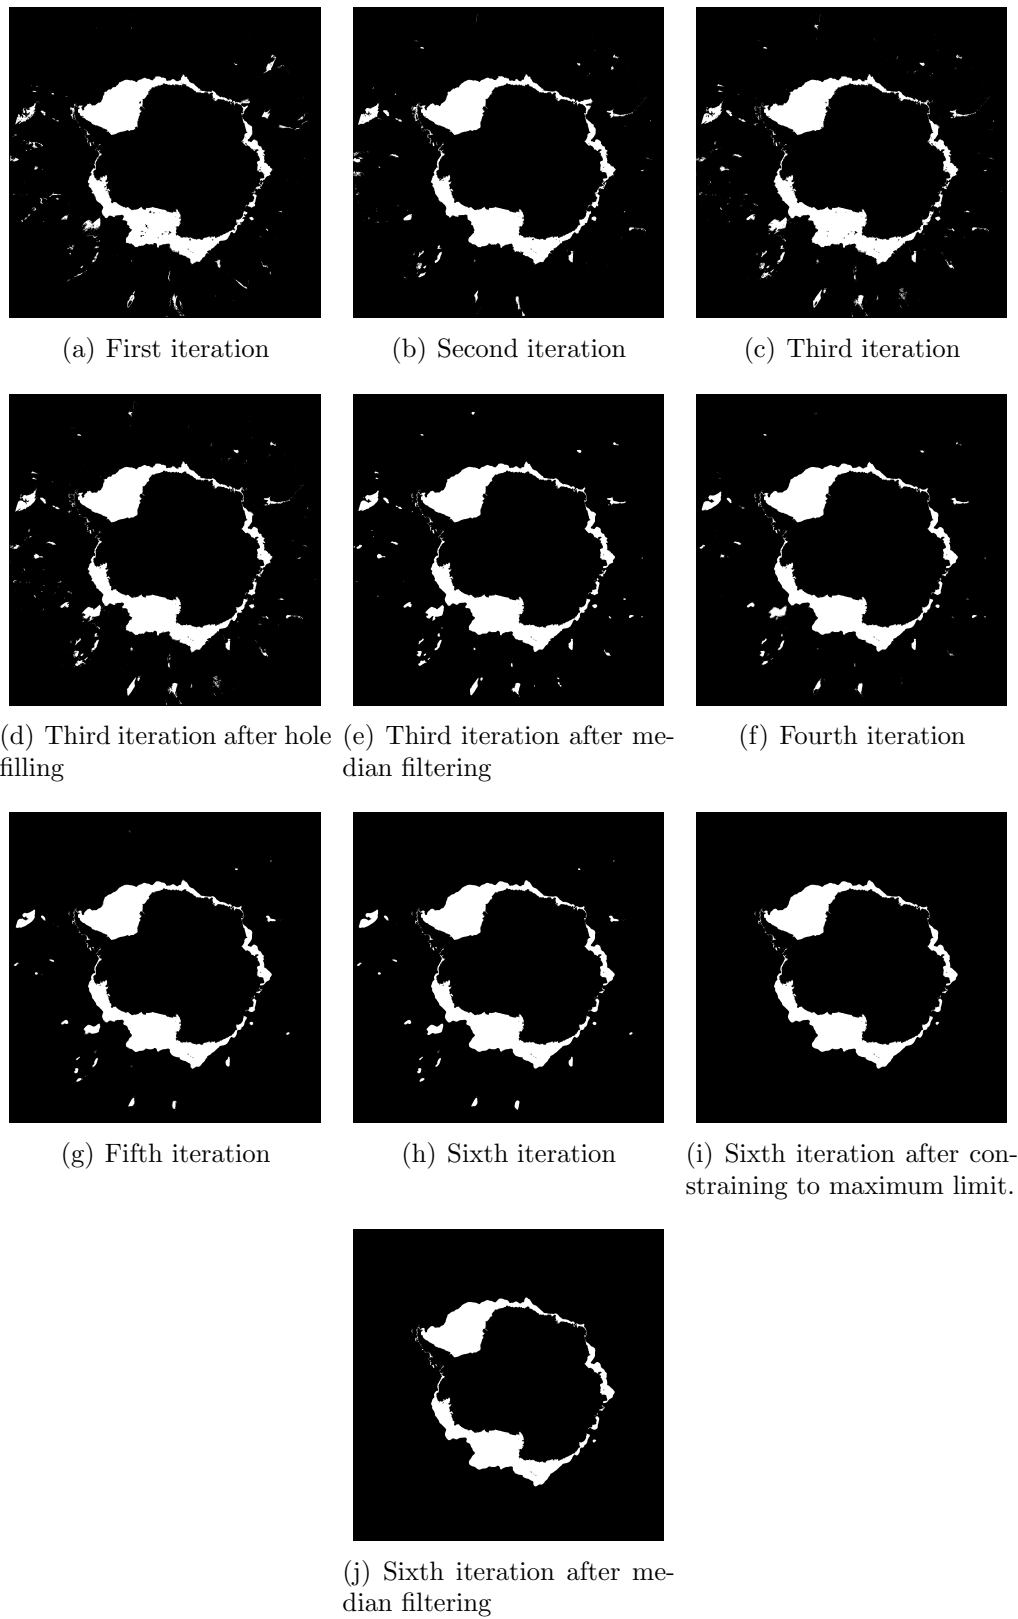 (a) First iteration
(b) Second iteration
(c) Third iteration
(d) Third iteration after hole
filling
(e) Third iteration after me-
dian filtering
(f) Fourth iteration
(g) Fifth iteration
(h) Sixth iteration
(i) Sixth iteration after con-
straining to maximum limit.
(j) Sixth iteration after me-
dian filtering